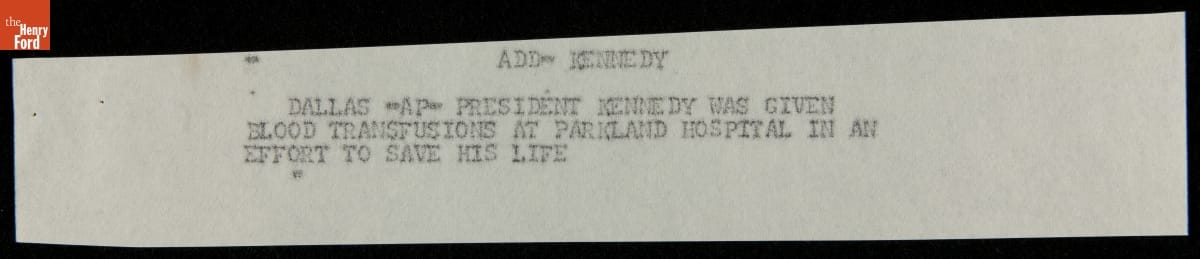 the
Henry
Ford
" ADD- KENNEDY
DALLAS -AP- PRESIDENT KENNEDY WAS GIVEN
BLOOD TRANSFUSIONS AT PARKLAND HOSPITAL IN AN
EFFORT TO SAVE HIS LIFE
"